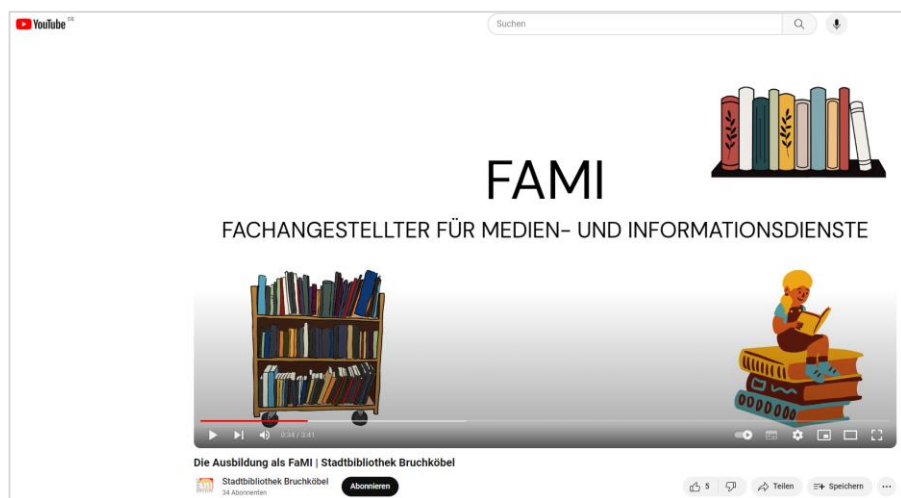 YouTube DE
Suchen
FAMI
FACHANGESTELLTER FÜR MEDIEN- UND INFORMATIONSDIENSTE
0:34 / 3:41
Die Ausbildung als FaMI | Stadtbibliothek Bruchköbel
Stadtbibliothek Bruchköbel
34 Abonnenten
Abonnieren
5
Teilen
Speichern